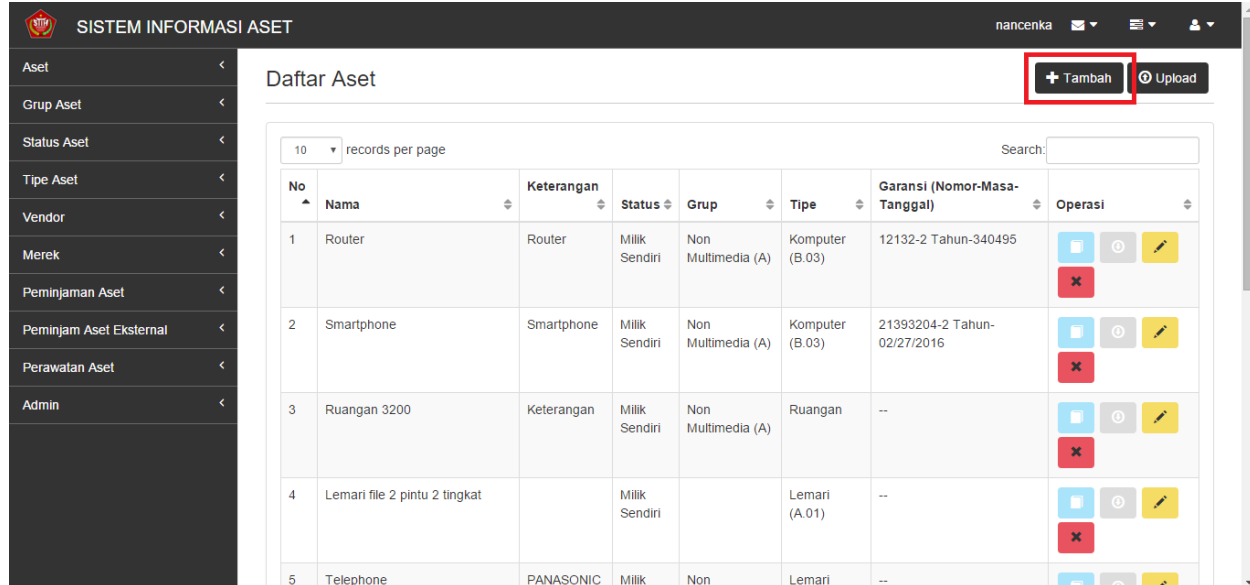 STTH
SISTEM INFORMASI ASET
nancenka
Aset
Grup Aset
Status Aset
Tipe Aset
Vendor
Merek
Peminjaman Aset
Peminjam Aset Eksternal
Perawatan Aset
Admin
Daftar Aset
Tambah Upload
10 records per page Search:
No Nama Keterangan Status Grup Tipe Garansi (Nomor-Masa-
Tanggal) Operasi
1 Router Router Milik Non Komputer 12132-2 Tahun-340495
Sendiri Multimedia (A) (B.03)
2 Smartphone Smartphone Milik Non Komputer 21393204-2 Tahun-
Sendiri Multimedia (A) (B.03) 02/27/2016
3 Ruangan 3200 Keterangan Milik Non Ruangan --
Sendiri Multimedia (A)
4 Lemari file 2 pintu 2 tingkat Milik Lemari --
Sendiri (A.01)
5 Telephone PANASONIC Milik Non Lemari --